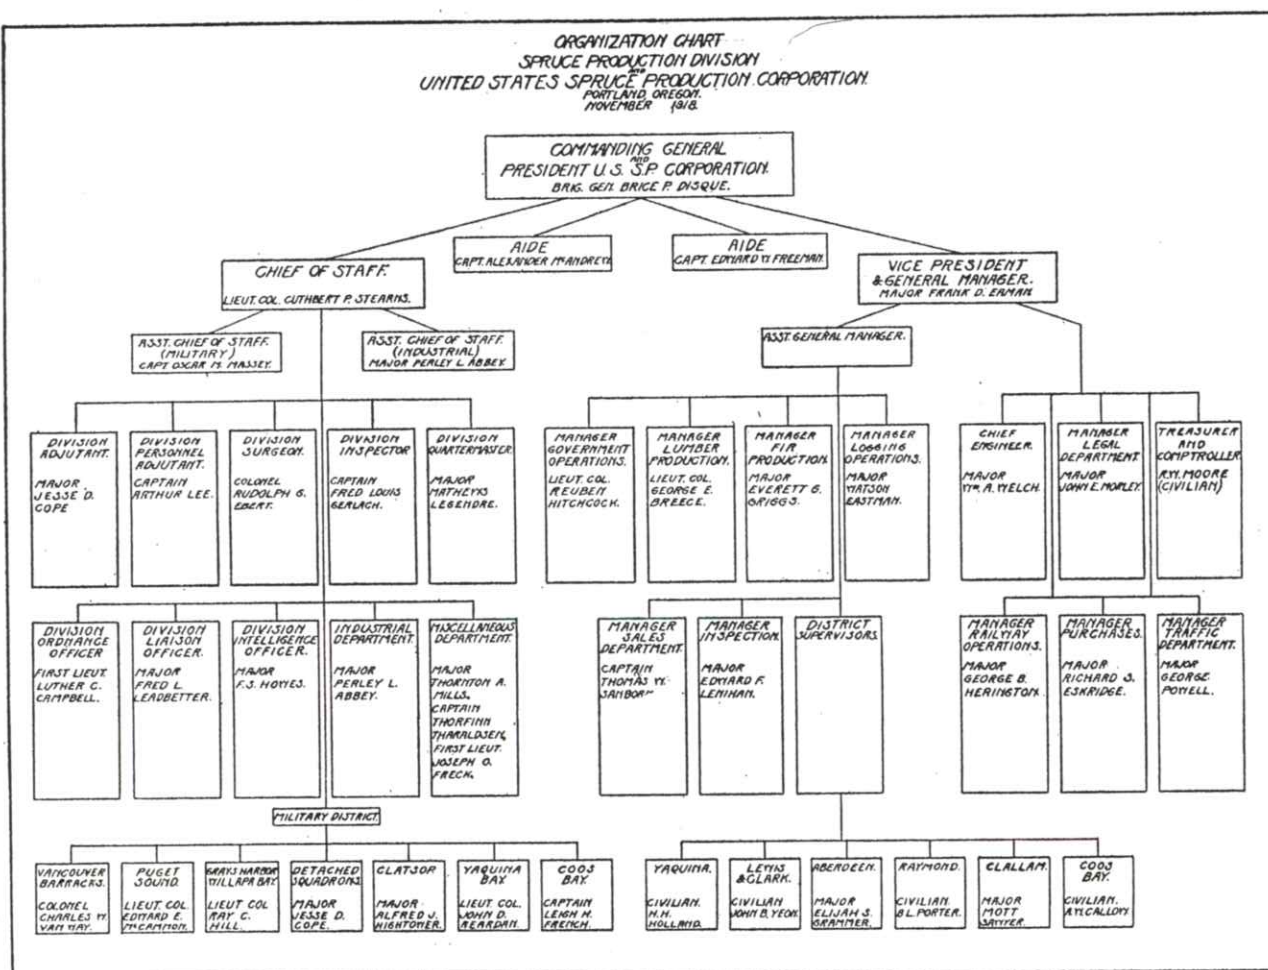 ORGANIZATION CHART
SPRUCE PRODUCTION DIVISION
AND
UNITED STATES SPRUCE PRODUCTION CORPORATION.
PORTLAND, OREGON.
NOVEMBER 1918.
COMMANDING GENERAL
AND
PRESIDENT U.S. S.P. CORPORATION.
BRIG. GEN. BRICE P. DISQUE.
AIDE
CAPT. ALEXANDER McANDREW.
AIDE
CAPT. EDWARD W. FREEMAN.
CHIEF OF STAFF.
LIEUT. COL. CUTHBERT P. STEARNS.
VICE PRESIDENT
& GENERAL MANAGER.
MAJOR FRANK D. EAMAN.
ASST. CHIEF OF STAFF.
(MILITARY)
CAPT OSCAR M. MASSEY.
ASST. CHIEF OF STAFF.
(INDUSTRIAL)
MAJOR PERLEY L. ABBEY.
ASST. GENERAL MANAGER.
DIVISION
ADJUTANT.
MAJOR
JESSE D.
COPE
DIVISION
PERSONNEL
ADJUTANT.
CAPTAIN
ARTHUR LEE.
DIVISION
SURGEON.
COLONEL
RUDOLPH G.
EBERT.
DIVISION
INSPECTOR
CAPTAIN
FRED LOUIS
GERLACH.
DIVISION
QUARTERMASTER.
MAJOR
MATHEWS
LEGENDRE.
MANAGER
GOVERNMENT
OPERATIONS.
LIEUT. COL.
REUBEN
HITCHCOCK.
MANAGER
LUMBER
PRODUCTION.
LIEUT. COL.
GEORGE E.
BREECE.
MANAGER
FIR
PRODUCTION.
MAJOR
EVERETT G.
GRIGGS.
MANAGER
LOGGING
OPERATIONS.
MAJOR
WATSON
EASTMAN.
CHIEF
ENGINEER.
MAJOR
WM. A. WELCH.
MANAGER
LEGAL
DEPARTMENT
MAJOR
JOHN E. MORLEY.
TREASURER
AND
COMPTROLLER
R.W. MOORE
(CIVILIAN)
DIVISION
ORDNANCE
OFFICER
FIRST LIEUT.
LUTHER C.
CAMPBELL.
DIVISION
LIAISON
OFFICER.
MAJOR
FRED L.
LEADBETTER.
DIVISION
INTELLIGENCE
OFFICER.
MAJOR
F.S. HOWES.
INDUSTRIAL
DEPARTMENT.
MAJOR
PERLEY L.
ABBEY.
MISCELLANEOUS
DEPARTMENT.
MAJOR
THORNTON A.
MILLS.
CAPTAIN
THORFINN
THARALDSEN,
FIRST LIEUT.
JOSEPH O.
FRECK.
MANAGER
SALES
DEPARTMENT.
CAPTAIN
THOMAS W.
SANBORN
MANAGER
INSPECTION.
MAJOR
EDWARD F.
LENIHAN.
DISTRICT
SUPERVISORS.
MANAGER
RAILWAY
OPERATIONS.
MAJOR
GEORGE B.
HERINGTON.
MANAGER
PURCHASES.
MAJOR
RICHARD S.
ESKRIDGE.
MANAGER
TRAFFIC
DEPARTMENT.
MAJOR
GEORGE
POWELL.
MILITARY DISTRICT.
VANCOUVER
BARRACKS.
COLONEL
CHARLES W.
VAN WAY.
PUGET
SOUND.
LIEUT. COL.
EDWARD E.
McCAMMON.
GRAYS HARBOR
WILLAPA BAY.
LIEUT COL
RAY C.
HILL.
DETACHED
SQUADRONS.
MAJOR
JESSE D.
COPE.
CLATSOP
MAJOR
ALFRED J.
HIGHTOWER.
YAQUINA
BAY
LIEUT. COL.
JOHN D.
REARDAN.
COOS
BAY.
CAPTAIN
LEIGH H.
FRENCH.
YAQUINA.
CIVILIAN.
H.H.
HOLLAND.
LEWIS
& CLARK.
CIVILIAN
JOHN B. YEON.
ABERDEEN.
MAJOR
ELIJAH S.
GRAMMER.
RAYMOND.
CIVILIAN.
B L. PORTER.
CLALLAM.
MAJOR
MOTT
SAWYER.
COOS
BAY.
CIVILIAN.